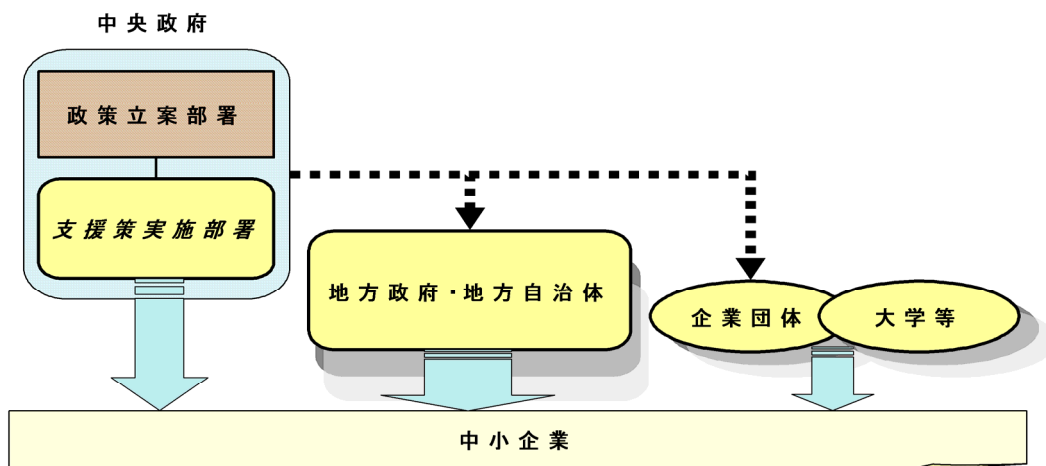 中央政府
政策立案部署
支援策実施部署
地方政府・地方自治体
企業団体
大学等
中小企業